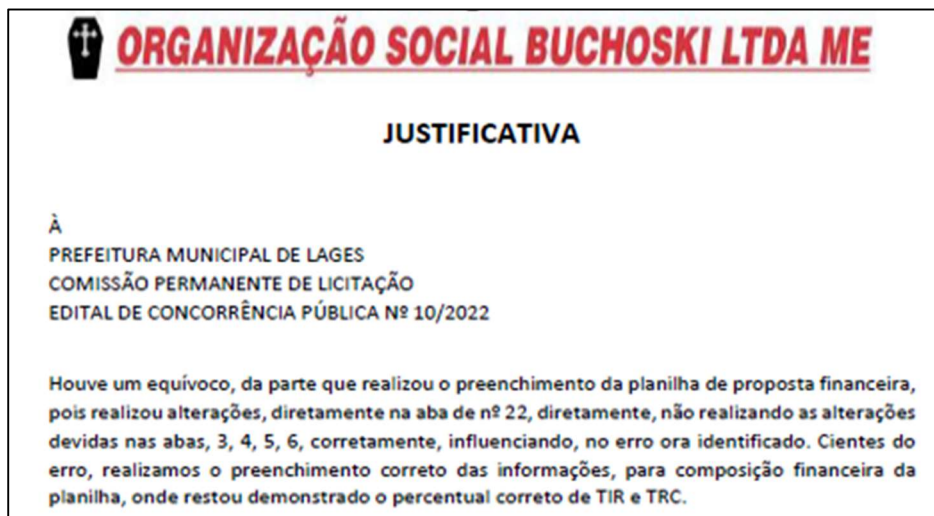 ORGANIZAÇÃO SOCIAL BUCHOSKI LTDA ME
JUSTIFICATIVA
À
PREFEITURA MUNICIPAL DE LAGES
COMISSÃO PERMANENTE DE LICITAÇÃO
EDITAL DE CONCORRÊNCIA PÚBLICA Nº 10/2022
Houve um equívoco, da parte que realizou o preenchimento da planilha de proposta financeira,
pois realizou alterações, diretamente na aba de nº 22, diretamente, não realizando as alterações
devidas nas abas, 3, 4, 5, 6, corretamente, influenciando, no erro ora identificado. Cientes do
erro, realizamos o preenchimento correto das informações, para composição financeira da
planilha, onde restou demonstrado o percentual correto de TIR e TRC.